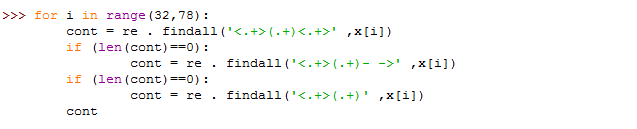 >>> for i in range(32,78):
        cont = re . findall('<.+>(.+)<.+>' ,x[i])
        if (len(cont)==0):
                cont = re . findall('<.+>(.+)- ->' ,x[i])
        if (len(cont)==0):
                cont = re . findall('<.+>(.+)' ,x[i])
        cont